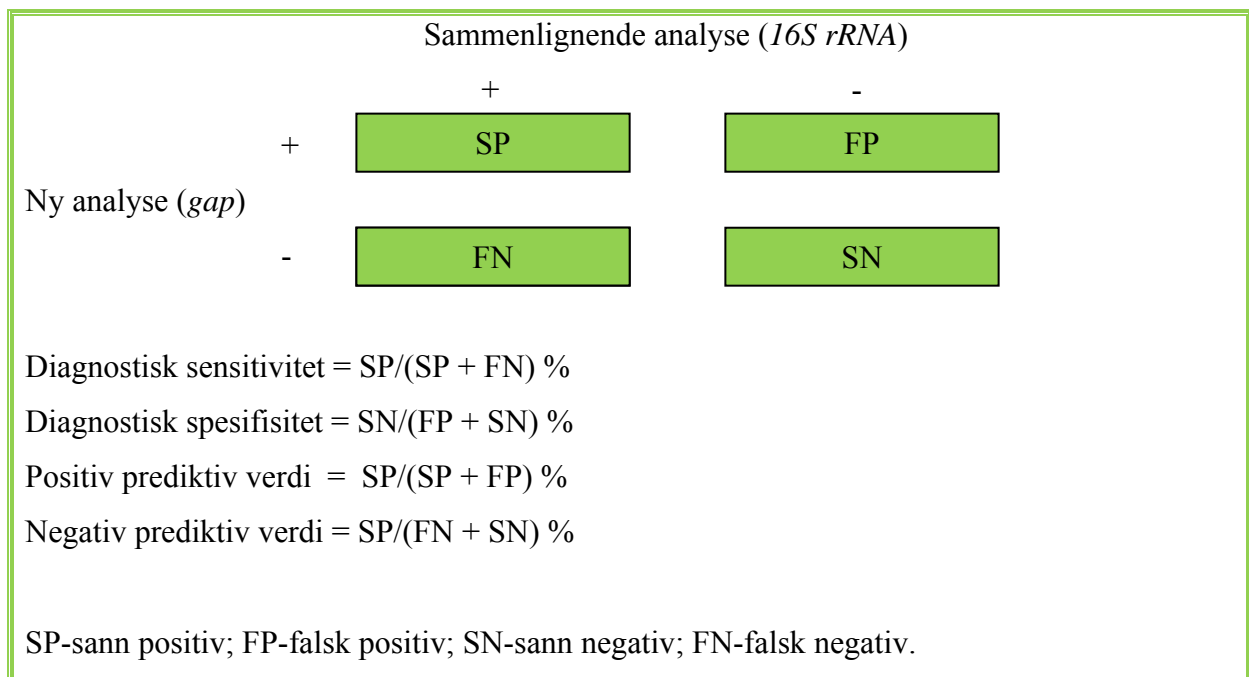 Sammenlignende analyse (16S rRNA)
+ -
+ SP FP
Ny analyse (gap)
- FN SN
Diagnostisk sensitivitet = SP/(SP + FN) %
Diagnostisk spesifisitet = SN/(FP + SN) %
Positiv prediktiv verdi = SP/(SP + FP) %
Negativ prediktiv verdi = SP/(FN + SN) %
SP-sann positiv; FP-falsk positiv; SN-sann negativ; FN-falsk negativ.